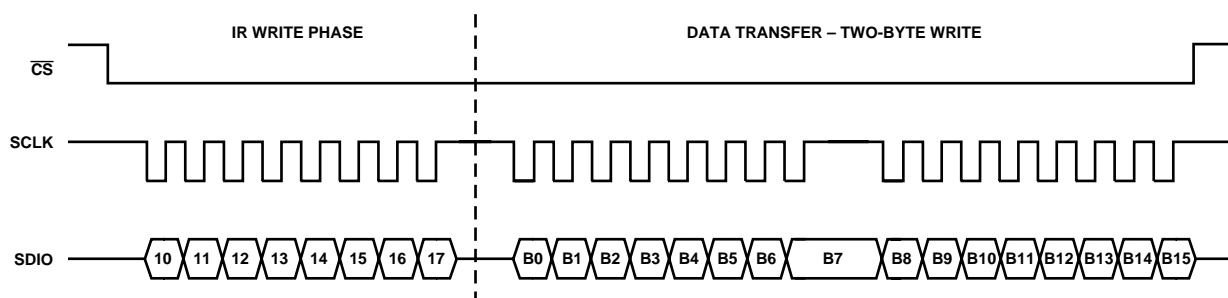 IR WRITE PHASE DATA TRANSFER – TWO-BYTE WRITE
CS
SCLK
SDIO 10 11 12 13 14 15 16 17 B0 B1 B2 B3 B4 B5 B6 B7 B8 B9 B10 B11 B12 B13 B14 B15